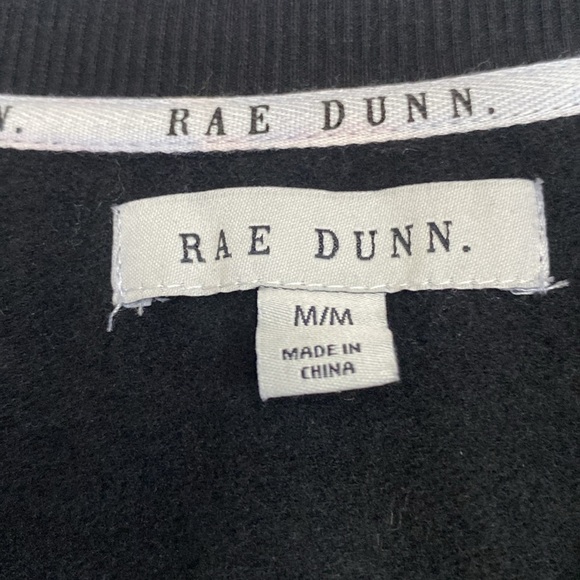 N. RAE DUNN.
RAE DUNN.
M/M
MADE IN
CHINA